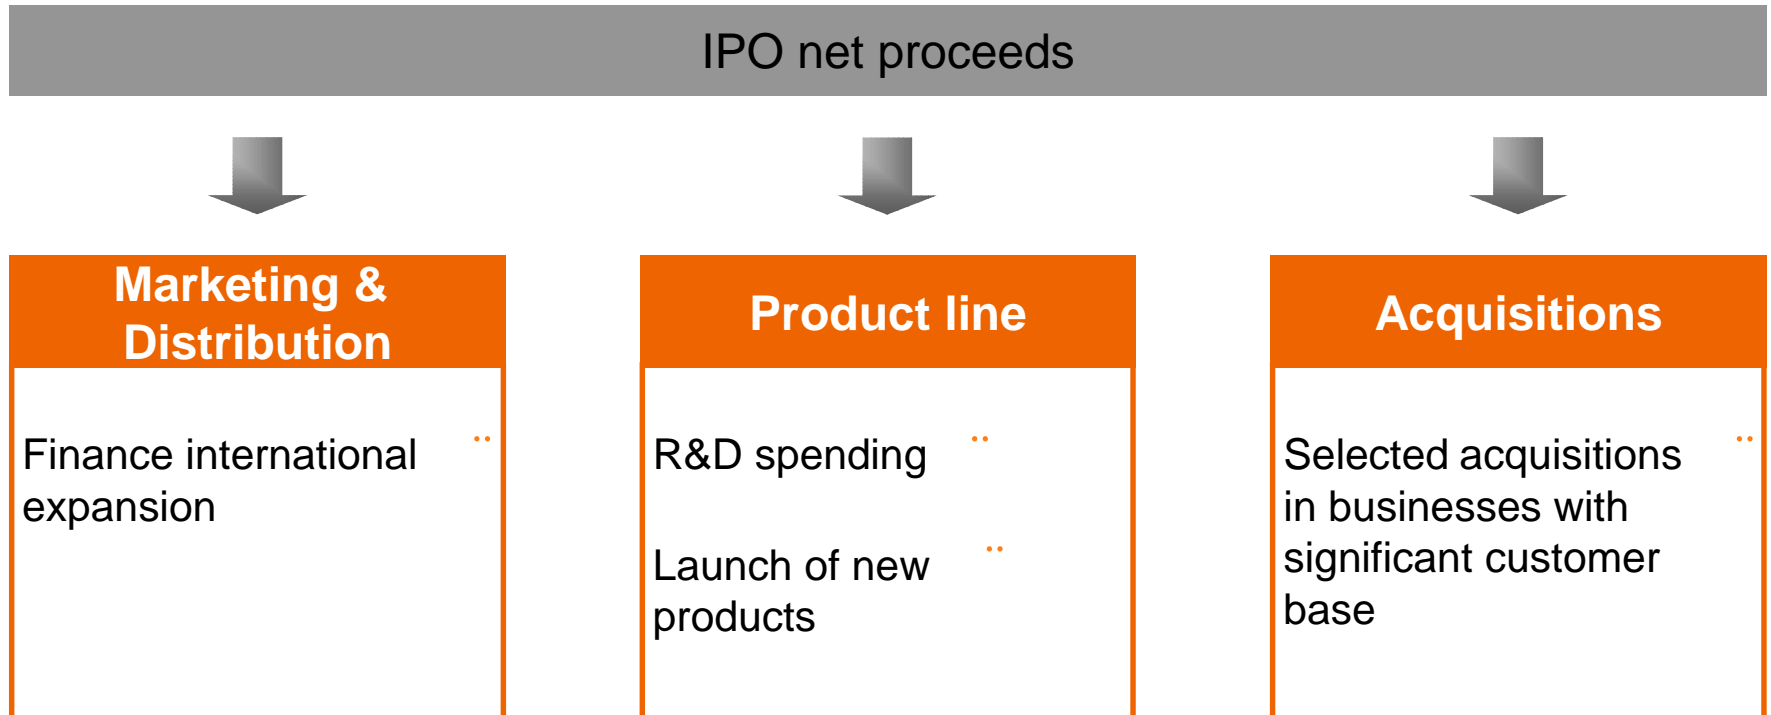 IPO net proceeds
Marketing &
Distribution
Finance international
expansion
Product line
R&D spending
Launch of new
products
Acquisitions
Selected acquisitions
in businesses with
significant customer
base